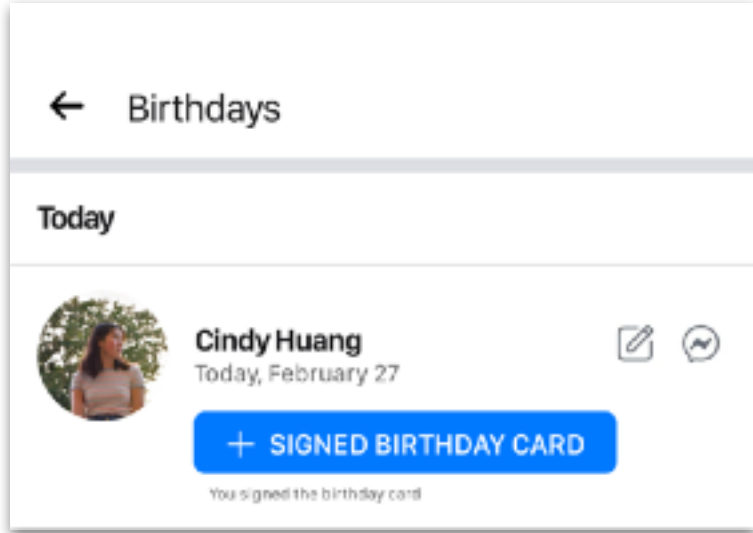 Birthdays
Today
Cindy Huang
Today, February 27
+ SIGNED BIRTHDAY CARD
You signed the birthday card